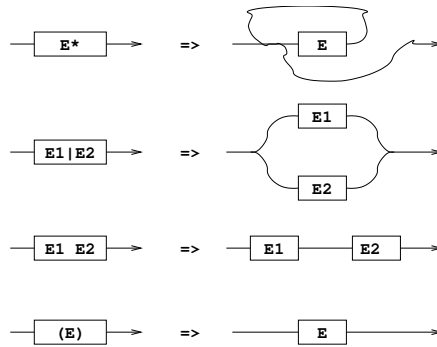 E* => E
E1|E2 => E1
E2
E1 E2 => E1 E2
(E) => E